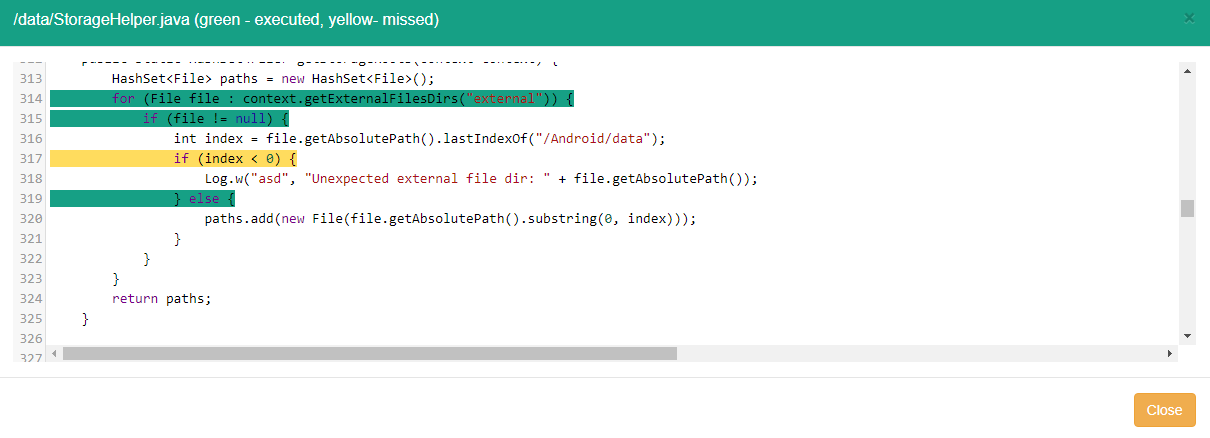 /data/StorageHelper.java (green - executed, yellow- missed)
×
313 HashSet<File> paths = new HashSet<File>();
314 for (File file : context.getExternalFilesDirs("external")) {
315 if (file != null) {
316 int index = file.getAbsolutePath().lastIndexOf("/Android/data");
317 if (index < 0) {
318 Log.w("asd", "Unexpected external file dir: " + file.getAbsolutePath());
319 } else {
320 paths.add(new File(file.getAbsolutePath().substring(0, index)));
321 }
322 }
323 }
324 return paths;
325 }
326
327
Close